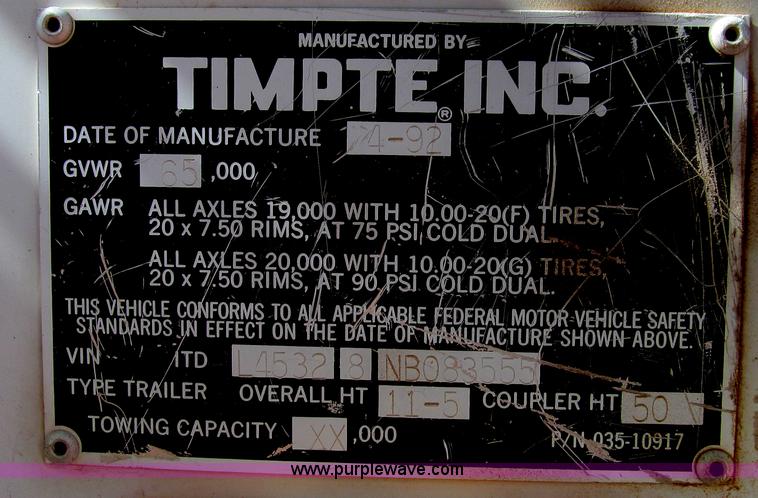 MANUFACTURED BY
TIMPTE INC.®
DATE OF MANUFACTURE 4-92
GVWR 65 ,000
GAWR ALL AXLES 19,000 WITH 10.00-20(F) TIRES,
20 x 7.50 RIMS, AT 75 PSI COLD DUAL.
ALL AXLES 20,000 WITH 10.00-20(G) TIRES,
20 x 7.50 RIMS, AT 90 PSI COLD DUAL.
THIS VEHICLE CONFORMS TO ALL APPLICABLE FEDERAL MOTOR VEHICLE SAFETY
STANDARDS IN EFFECT ON THE DATE OF MANUFACTURE SHOWN ABOVE.
VIN ITD L4532 8 NB083555
TYPE TRAILER OVERALL HT 11-5 COUPLER HT 50
TOWING CAPACITY XX ,000
P/N 035-10917
www.purplewave.com